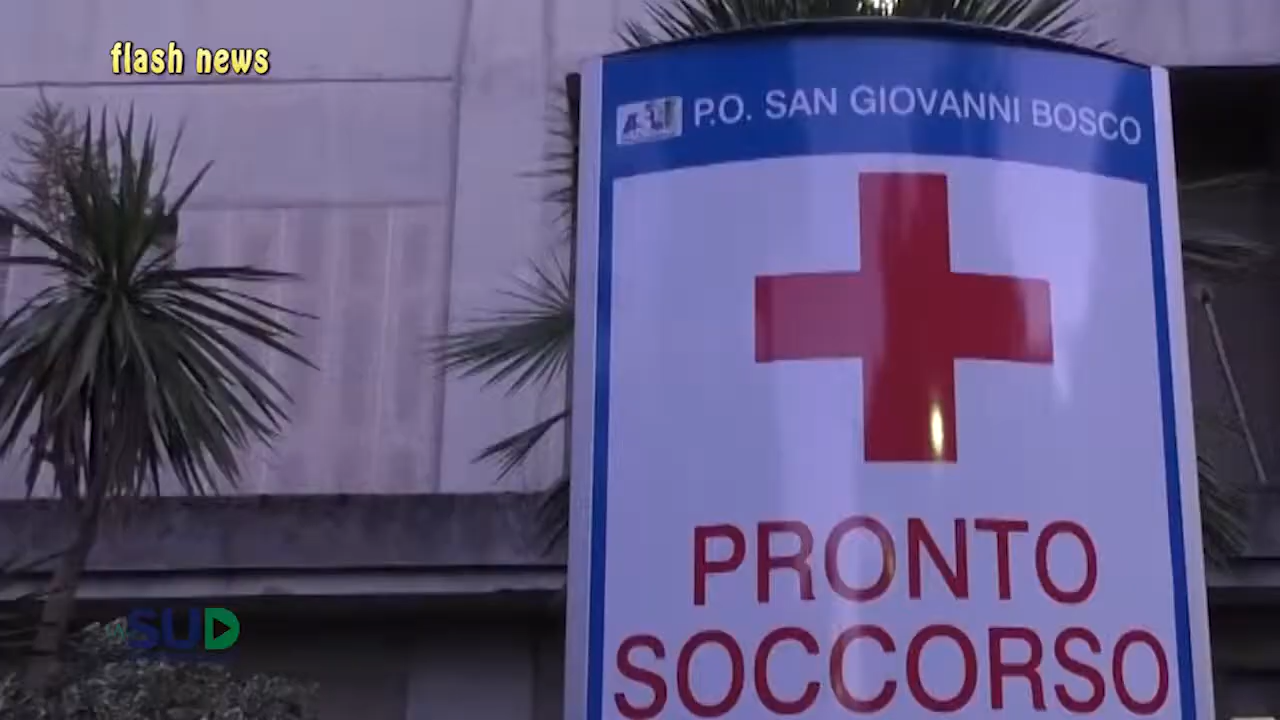 flash news
P.O. SAN GIOVANNI BOSCO
PRONTO
SOCCORSO
SUD